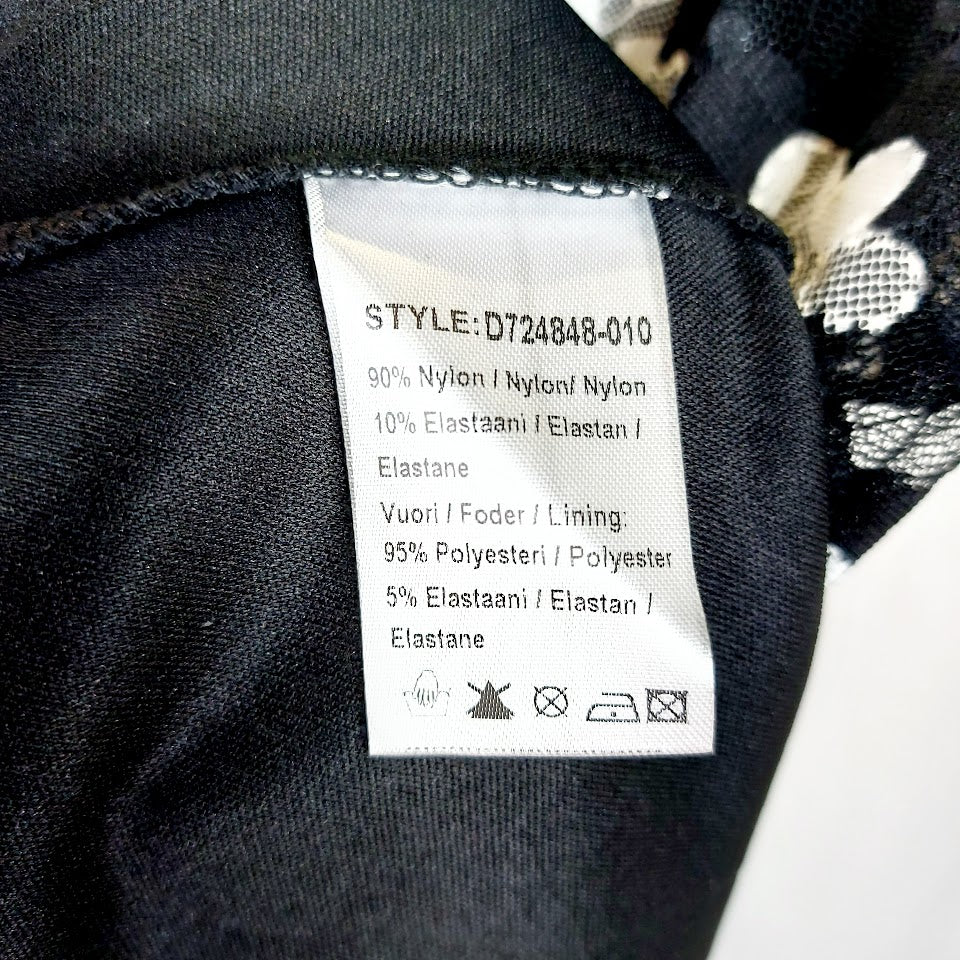 STYLE:D724848-010
90% Nylon / Nylon/ Nylon
10% Elastaani / Elastan /
Elastane
Vuori / Foder / Lining:
95% Polyesteri / Polyester
5% Elastaani / Elastan /
Elastane